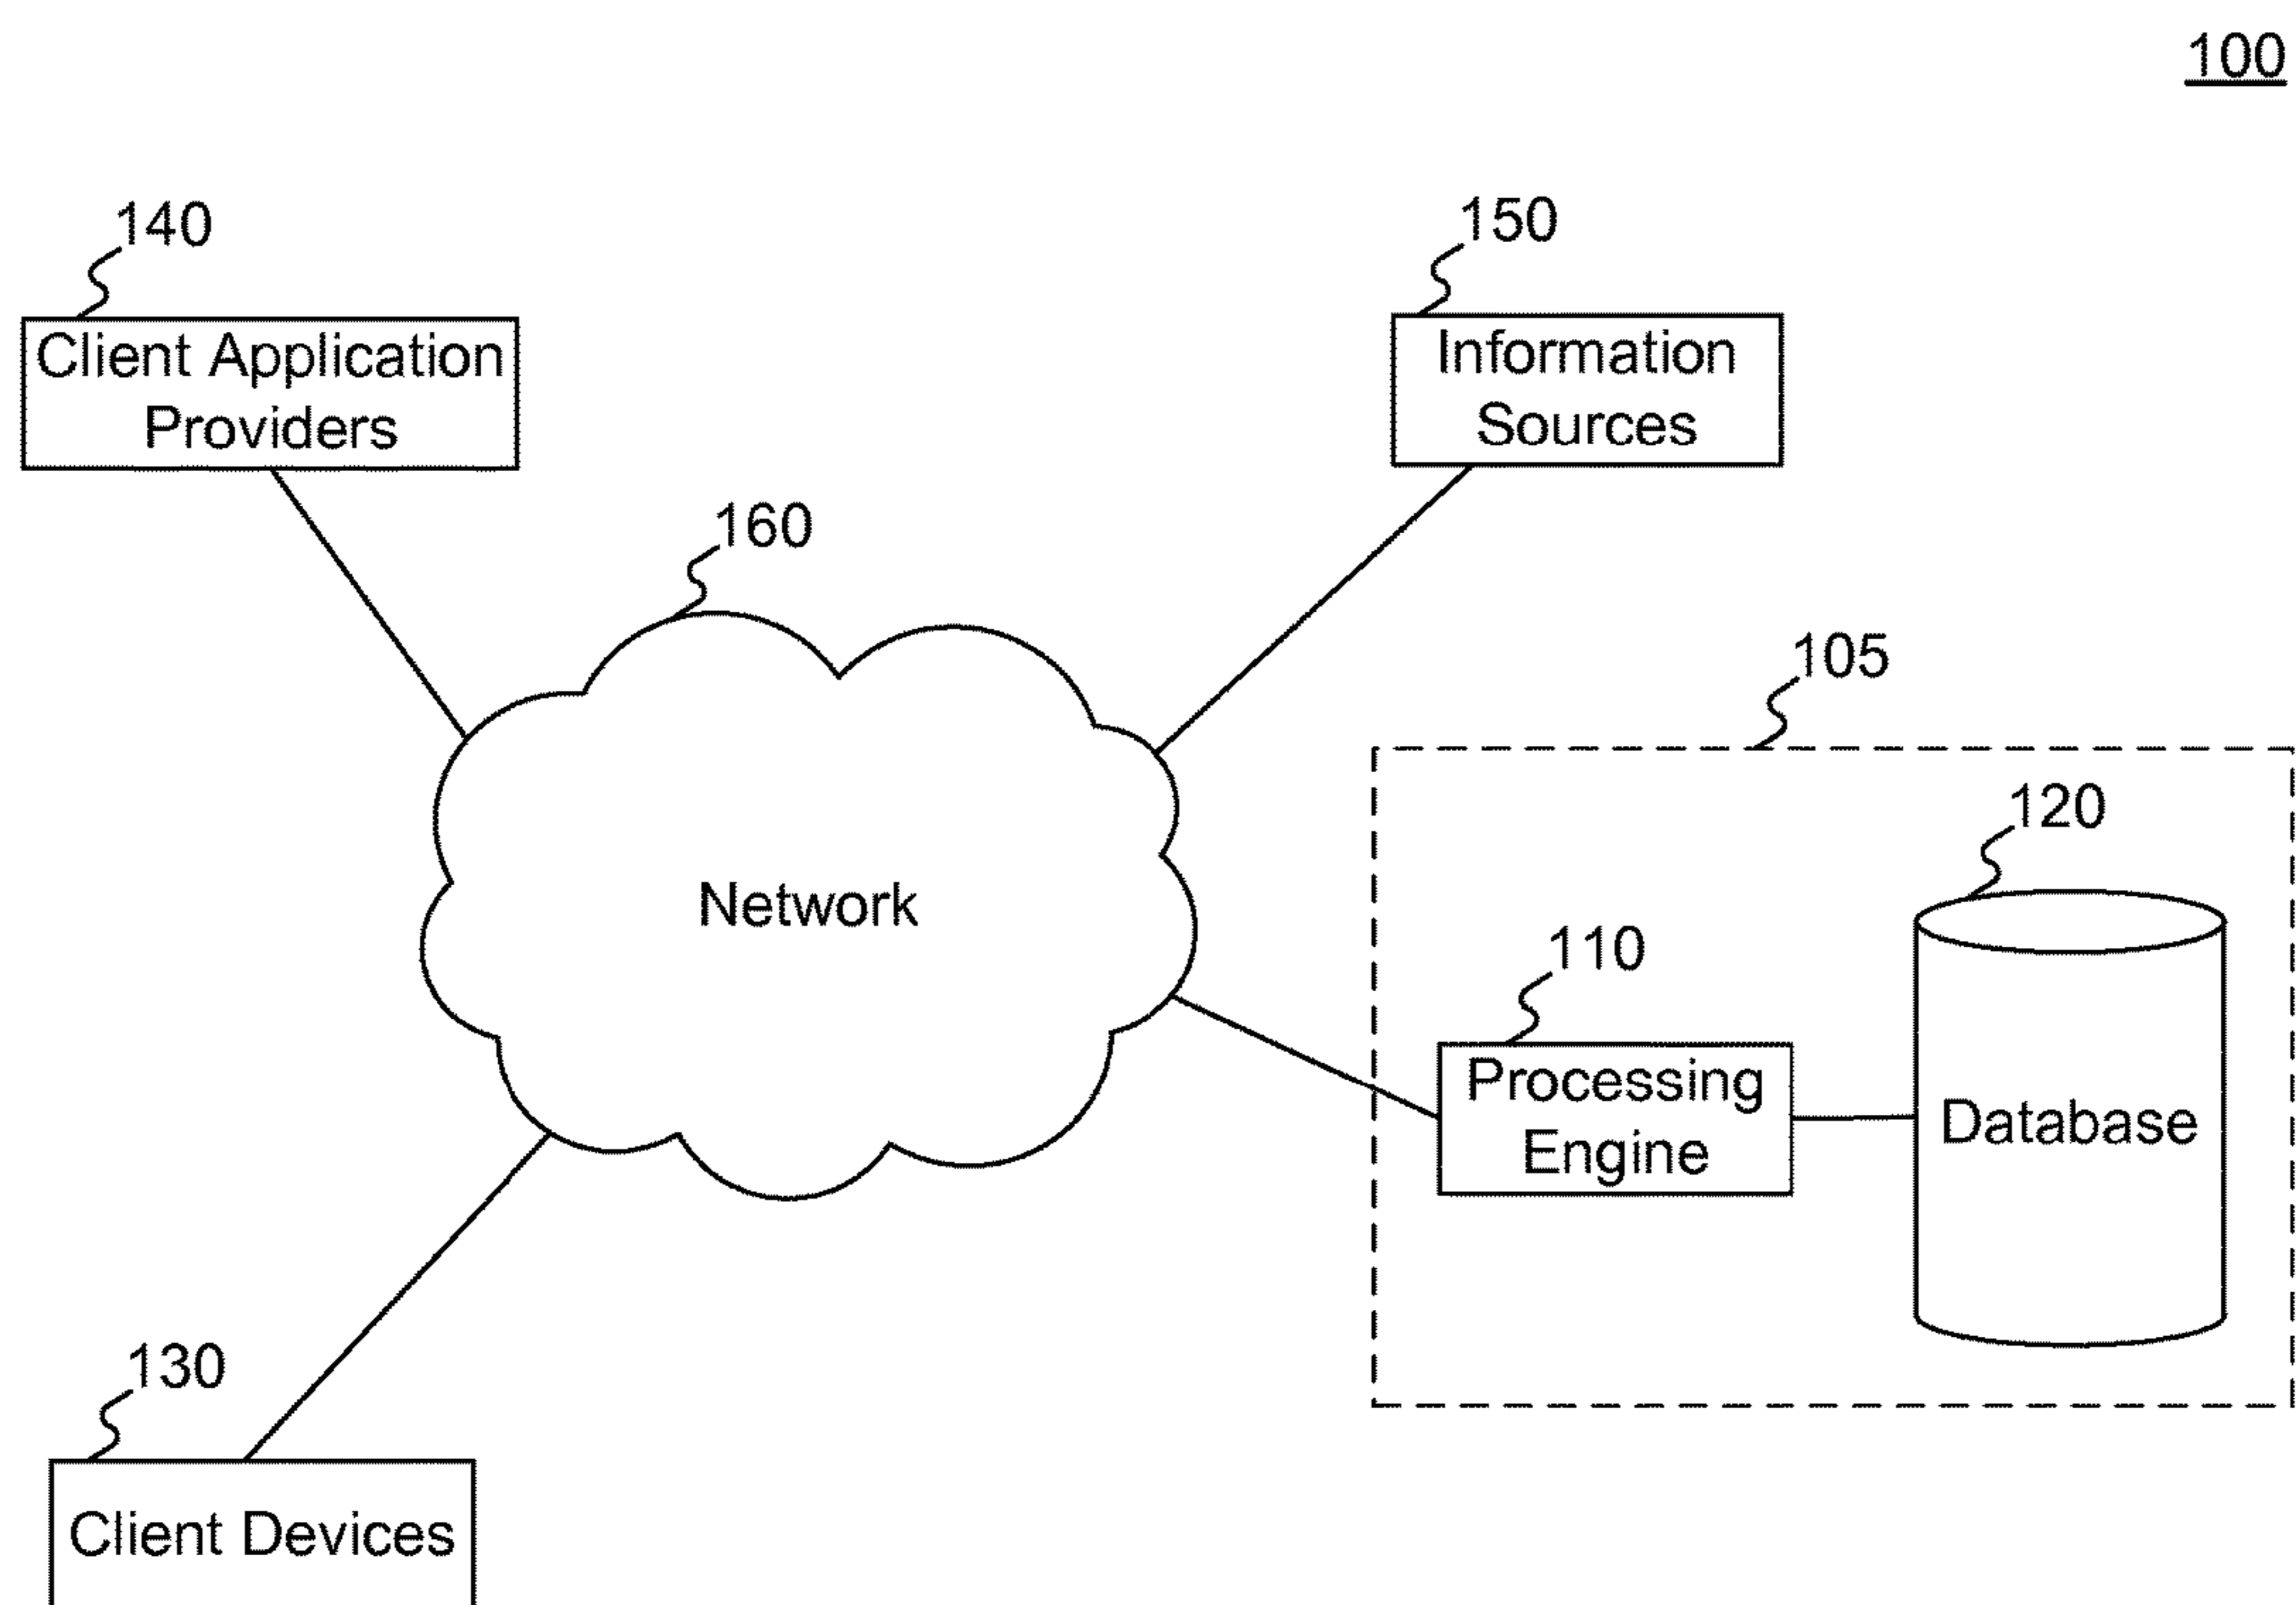 100
140
150
Client Application
Providers
Information
Sources
160
105
120
Network
110
Processing
Engine
Database
130
Client Devices